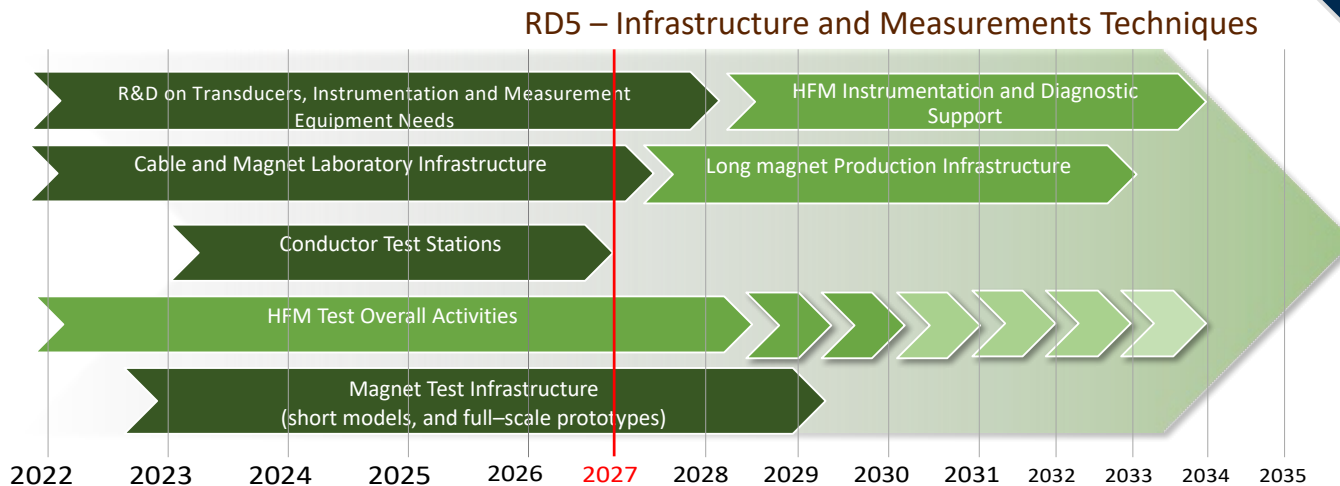 RD5 – Infrastructure and Measurements Techniques
R&D on Transducers, Instrumentation and Measurement
Equipment Needs
HFM Instrumentation and Diagnostic
Support
Cable and Magnet Laboratory Infrastructure
Long magnet Production Infrastructure
Conductor Test Stations
HFM Test Overall Activities
Magnet Test Infrastructure
(short models, and full–scale prototypes)
2022 2023 2024 2025 2026 2027 2028 2029 2030 2031 2032 2033 2034 2035